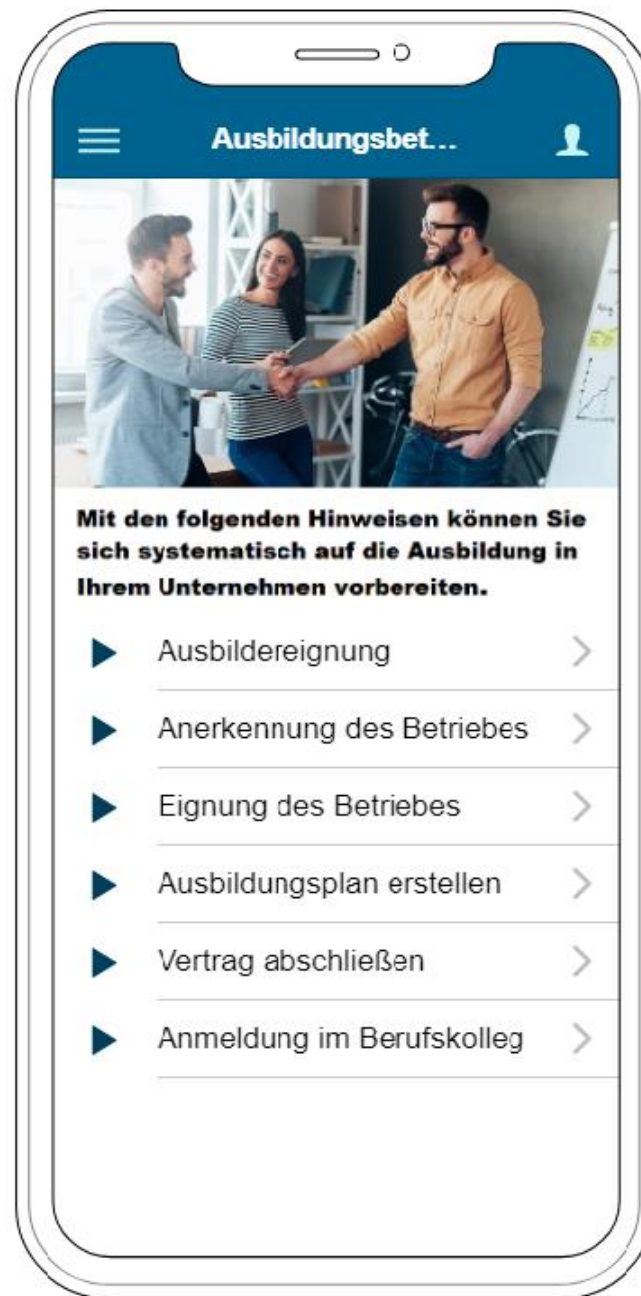 Ausbildungsbet...
Mit den folgenden Hinweisen können Sie
sich systematisch auf die Ausbildung in
Ihrem Unternehmen vorbereiten.
Ausbildereignung
Anerkennung des Betriebes
Eignung des Betriebes
Ausbildungsplan erstellen
Vertrag abschließen
Anmeldung im Berufskolleg